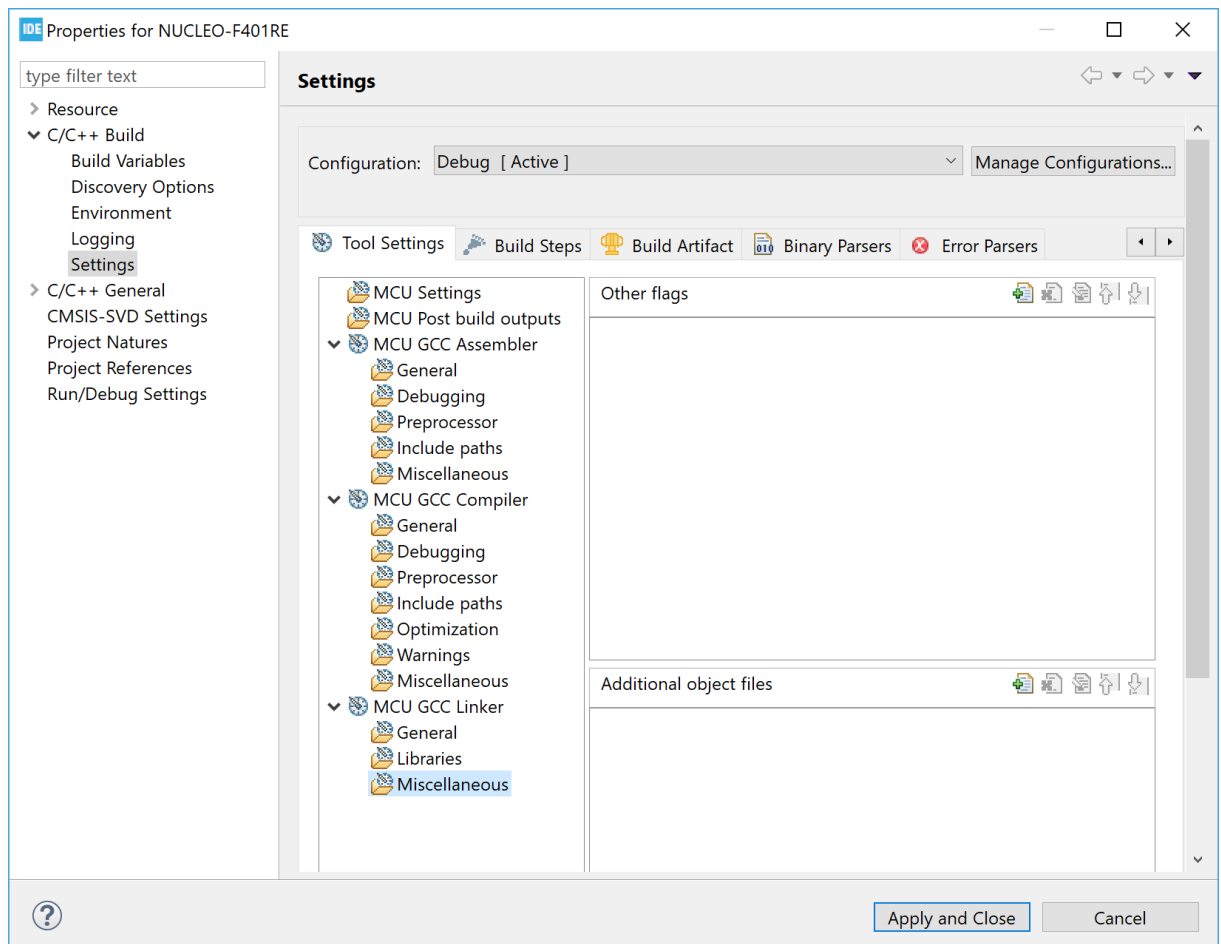 IDE Properties for NUCLEO-F401RE
type filter text
Resource
C/C++ Build
Build Variables
Discovery Options
Environment
Logging
Settings
C/C++ General
CMSIS-SVD Settings
Project Natures
Project References
Run/Debug Settings
Settings
Configuration: Debug [ Active ] Manage Configurations...
Tool Settings Build Steps Build Artifact Binary Parsers Error Parsers
MCU Settings
MCU Post build outputs
MCU GCC Assembler
General
Debugging
Preprocessor
Include paths
Miscellaneous
MCU GCC Compiler
General
Debugging
Preprocessor
Include paths
Optimization
Warnings
Miscellaneous
MCU GCC Linker
General
Libraries
Miscellaneous
Other flags
Additional object files
Apply and Close Cancel